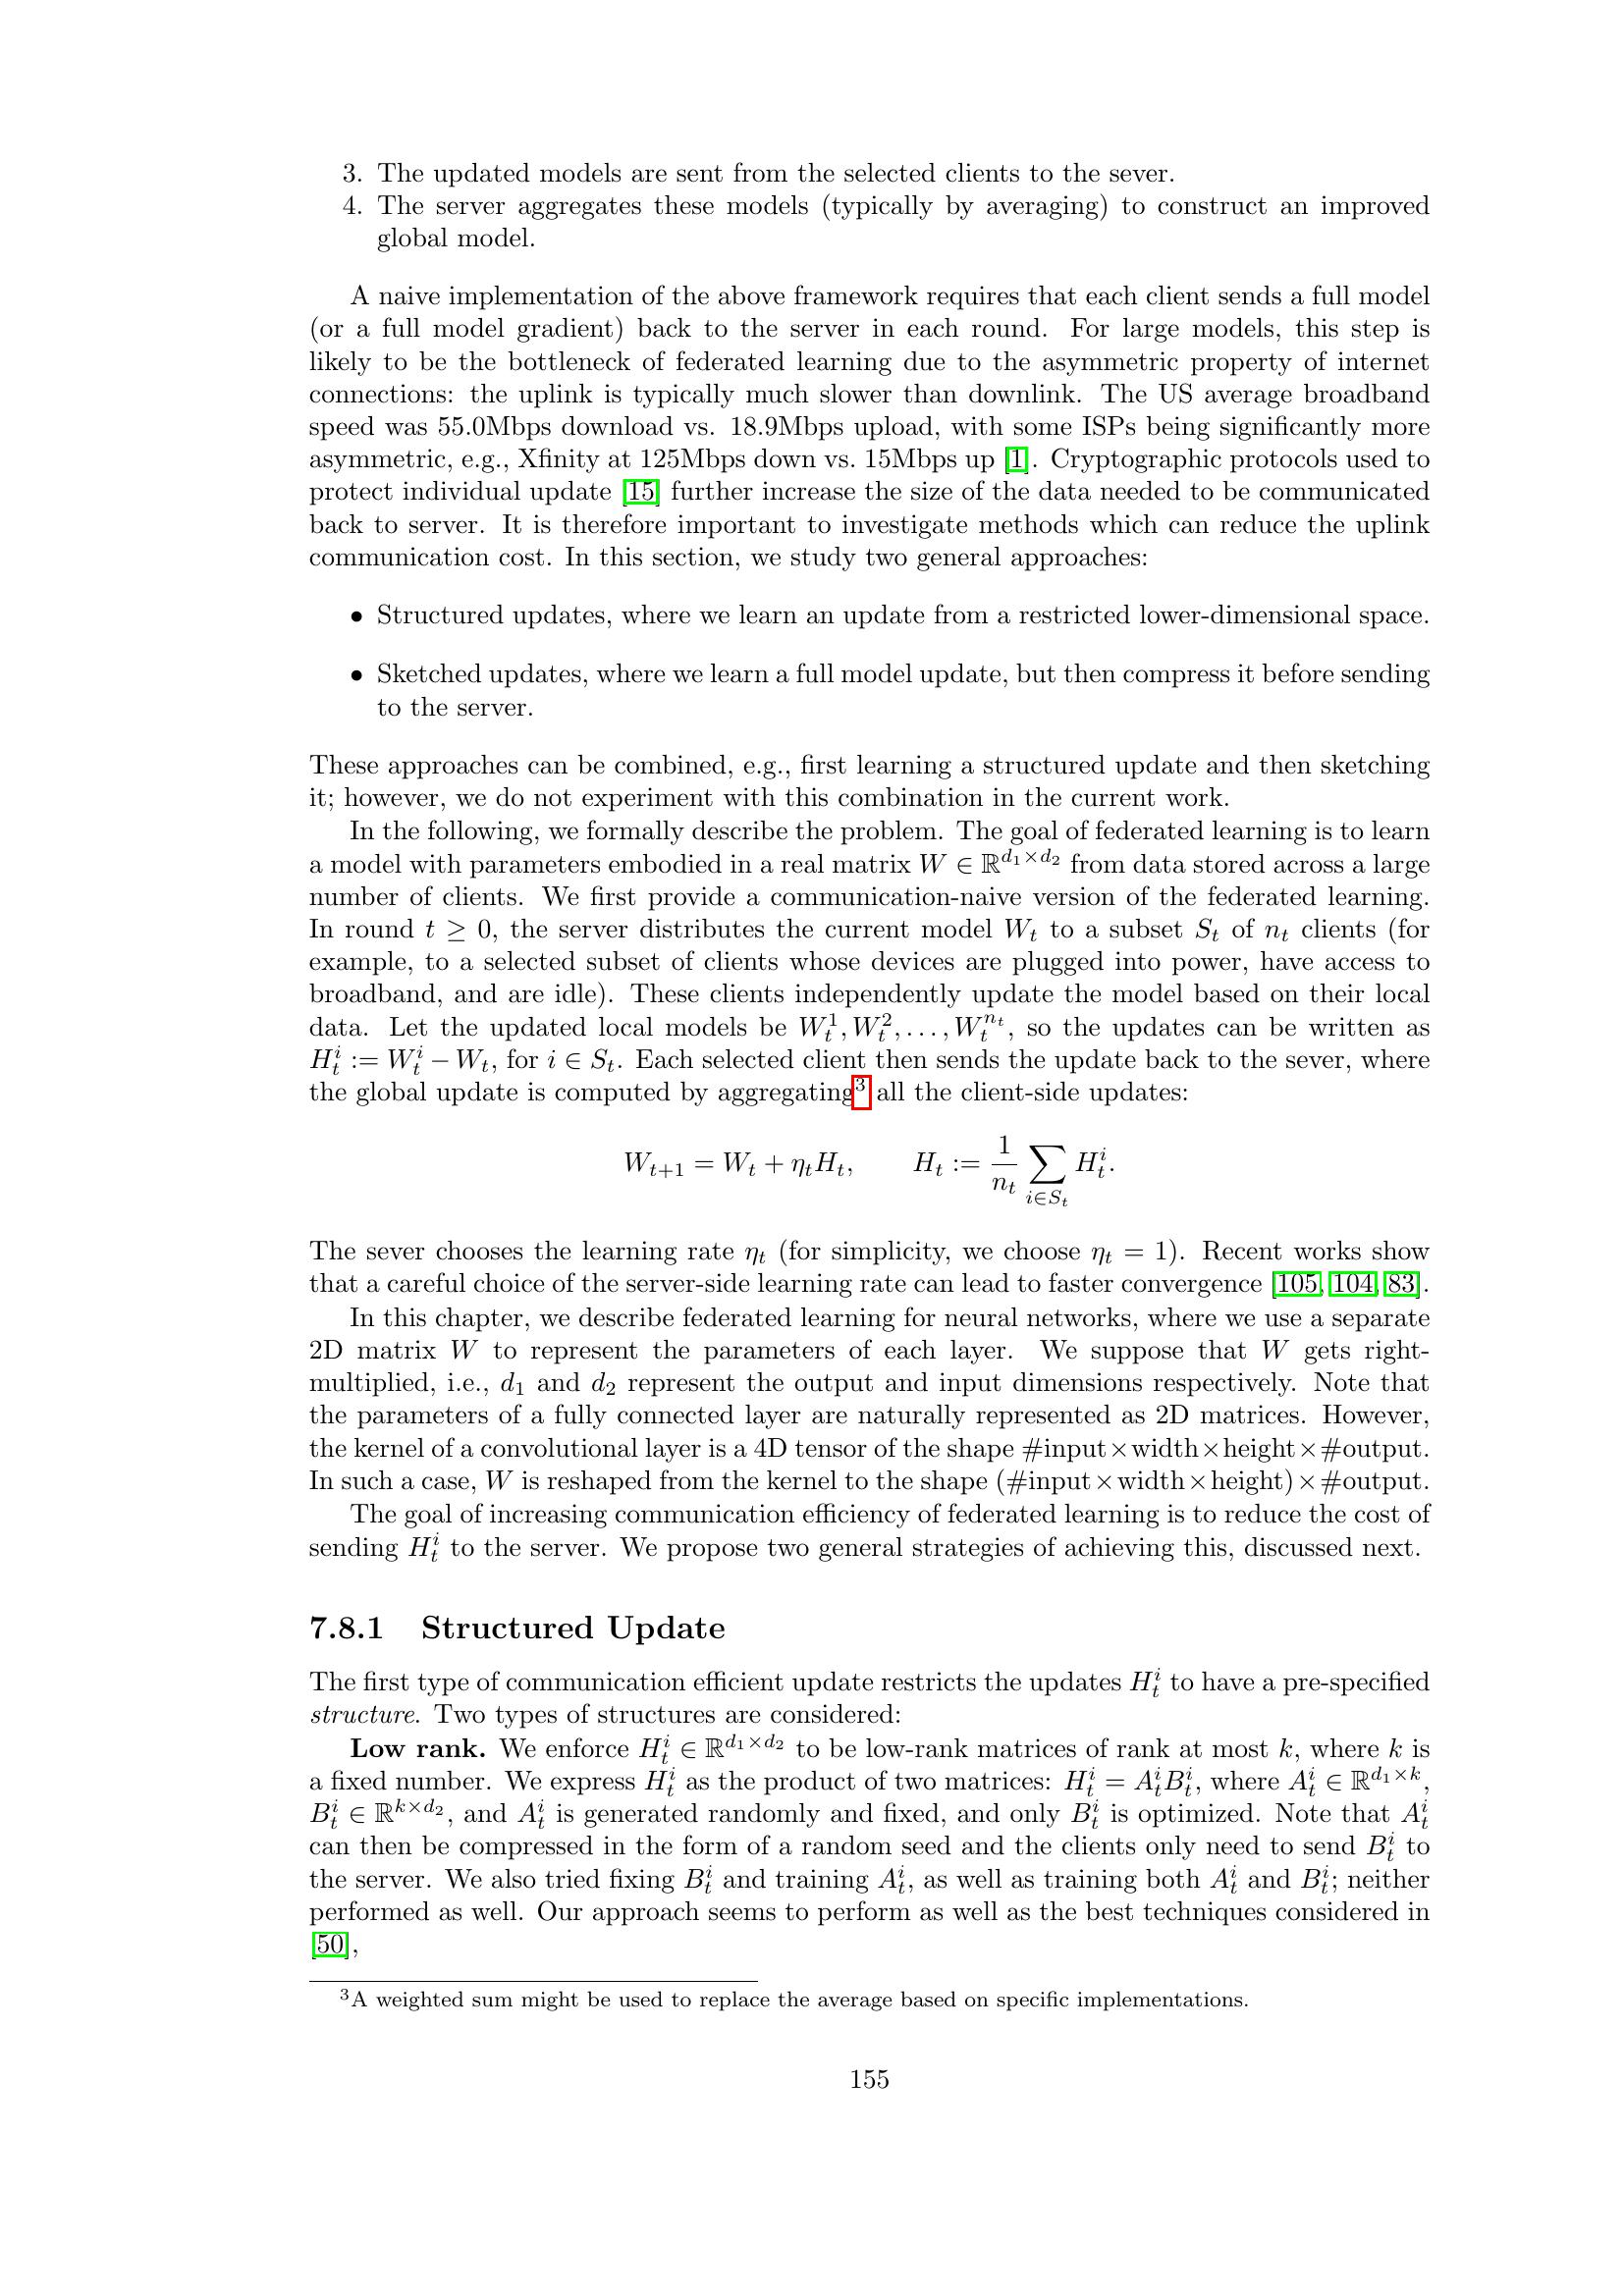 3. The updated models are sent from the selected clients to the sever.
4. The server aggregates these models (typically by averaging) to construct an improved
global model.
A naive implementation of the above framework requires that each client sends a full model
(or a full model gradient) back to the server in each round. For large models, this step is
likely to be the bottleneck of federated learning due to the asymmetric property of internet
connections: the uplink is typically much slower than downlink. The US average broadband
speed was 55.0Mbps download vs. 18.9Mbps upload, with some ISPs being significantly more
asymmetric, e.g., Xfinity at 125Mbps down vs. 15Mbps up [1]. Cryptographic protocols used to
protect individual update [15] further increase the size of the data needed to be communicated
back to server. It is therefore important to investigate methods which can reduce the uplink
communication cost. In this section, we study two general approaches:
• Structured updates, where we learn an update from a restricted lower-dimensional space.
• Sketched updates, where we learn a full model update, but then compress it before sending
to the server.
These approaches can be combined, e.g., first learning a structured update and then sketching
it; however, we do not experiment with this combination in the current work.
In the following, we formally describe the problem. The goal of federated learning is to learn
a model with parameters embodied in a real matrix $W \in \mathbb{R}^{d_1 \times d_2}$ from data stored across a large
number of clients. We first provide a communication-naive version of the federated learning.
In round $t \geq 0$, the server distributes the current model $W_t$ to a subset $S_t$ of $n_t$ clients (for
example, to a selected subset of clients whose devices are plugged into power, have access to
broadband, and are idle). These clients independently update the model based on their local
data. Let the updated local models be $W_t^1, W_t^2, \ldots, W_t^{n_t}$, so the updates can be written as
$H_t^i := W_t^i - W_t$, for $i \in S_t$. Each selected client then sends the update back to the sever, where
the global update is computed by aggregating³ all the client-side updates:
$W_{t+1} = W_t + \eta_t H_t, \qquad H_t := \frac{1}{n_t} \sum_{i \in S_t} H_t^i.$
The sever chooses the learning rate $\eta_t$ (for simplicity, we choose $\eta_t = 1$). Recent works show
that a careful choice of the server-side learning rate can lead to faster convergence [105, 104, 83].
In this chapter, we describe federated learning for neural networks, where we use a separate
2D matrix $W$ to represent the parameters of each layer. We suppose that $W$ gets right-
multiplied, i.e., $d_1$ and $d_2$ represent the output and input dimensions respectively. Note that
the parameters of a fully connected layer are naturally represented as 2D matrices. However,
the kernel of a convolutional layer is a 4D tensor of the shape #input×width×height×#output.
In such a case, $W$ is reshaped from the kernel to the shape (#input×width×height)×#output.
The goal of increasing communication efficiency of federated learning is to reduce the cost of
sending $H_t^i$ to the server. We propose two general strategies of achieving this, discussed next.
7.8.1 Structured Update
The first type of communication efficient update restricts the updates $H_t^i$ to have a pre-specified
structure. Two types of structures are considered:
Low rank. We enforce $H_t^i \in \mathbb{R}^{d_1 \times d_2}$ to be low-rank matrices of rank at most $k$, where $k$ is
a fixed number. We express $H_t^i$ as the product of two matrices: $H_t^i = A_t^i B_t^i$, where $A_t^i \in \mathbb{R}^{d_1 \times k}$,
$B_t^i \in \mathbb{R}^{k \times d_2}$, and $A_t^i$ is generated randomly and fixed, and only $B_t^i$ is optimized. Note that $A_t^i$
can then be compressed in the form of a random seed and the clients only need to send $B_t^i$ to
the server. We also tried fixing $B_t^i$ and training $A_t^i$, as well as training both $A_t^i$ and $B_t^i$; neither
performed as well. Our approach seems to perform as well as the best techniques considered in
[50],
³A weighted sum might be used to replace the average based on specific implementations.
155